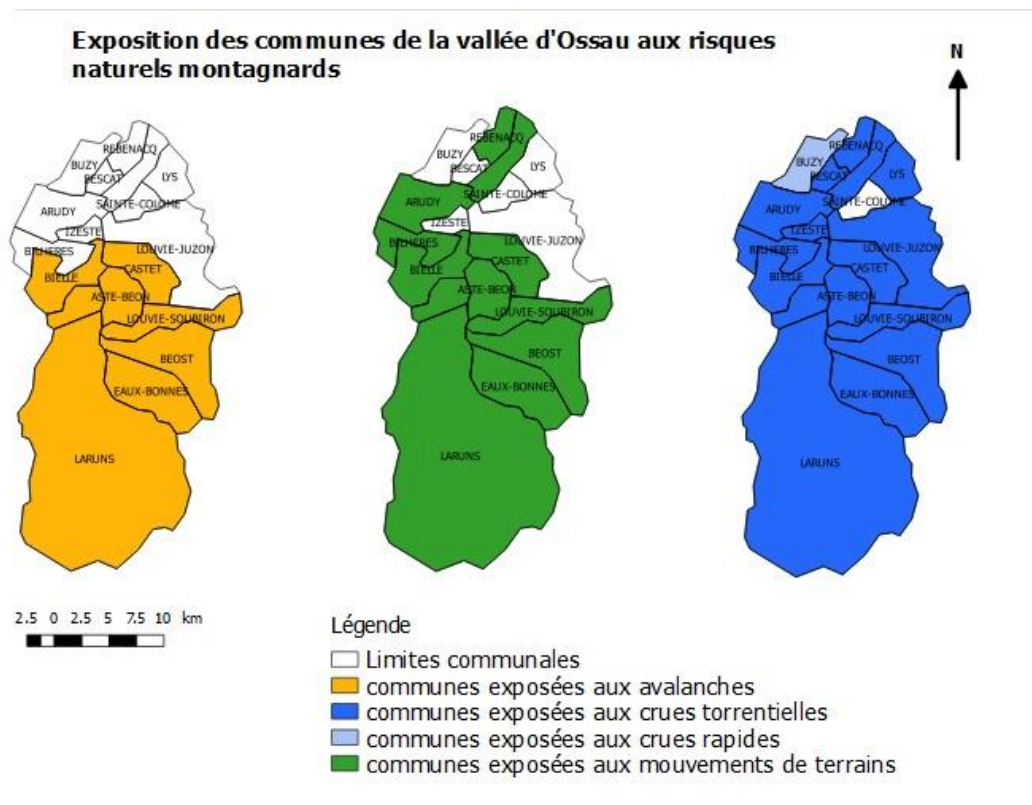 Exposition des communes de la vallée d'Ossau aux risques
naturels montagnards
N
REBENACQ
BUZY
BESCAT
LYS
SAINTE-COLOME
ARUDY
IZESTE
BILHERES
LOUVIE-JUZON
BIELLE
CASTET
ASTE-BEON
LOUVIE-SOUBIRON
BEOST
EAUX-BONNES
LARUNS
REBENACQ
BUZY
BESCAT
LYS
SAINTE-COLOME
ARUDY
IZESTE
BILHERES
LOUVIE-JUZON
BIELLE
CASTET
ASTE-BEON
LOUVIE-SOUBIRON
BEOST
EAUX-BONNES
LARUNS
REBENACQ
BUZY
BESCAT
LYS
SAINTE-COLOME
ARUDY
IZESTE
BILHERES
LOUVIE-JUZON
BIELLE
CASTET
ASTE-BEON
LOUVIE-SOUBIRON
BEOST
EAUX-BONNES
LARUNS
2.5 0 2.5 5 7.5 10 km
Légende
Limites communales
communes exposées aux avalanches
communes exposées aux crues torrentielles
communes exposées aux crues rapides
communes exposées aux mouvements de terrains